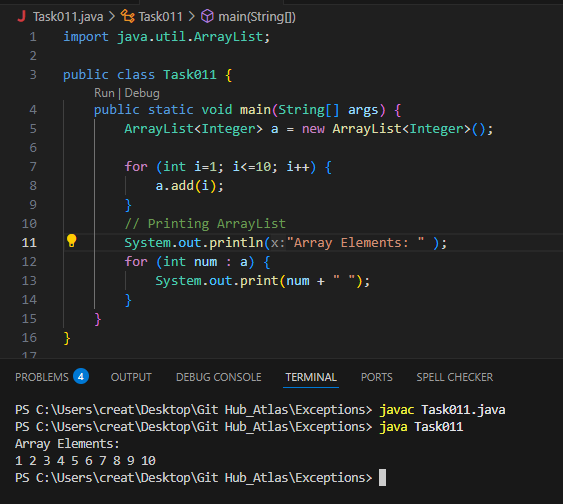 J Task011.java > Task011 > main(String[])
1 import java.util.ArrayList;
2
3 public class Task011 {
Run | Debug
4 public static void main(String[] args) {
5 ArrayList<Integer> a = new ArrayList<Integer>();
6
7 for (int i=1; i<=10; i++) {
8 a.add(i);
9 }
10 // Printing ArrayList
11 System.out.println(x:"Array Elements: " );
12 for (int num : a) {
13 System.out.print(num + " ");
14 }
15 }
16 }
17
PROBLEMS 4 OUTPUT DEBUG CONSOLE TERMINAL PORTS SPELL CHECKER
PS C:\Users\creat\Desktop\Git Hub_Atlas\Exceptions> javac Task011.java
PS C:\Users\creat\Desktop\Git Hub_Atlas\Exceptions> java Task011
Array Elements:
1 2 3 4 5 6 7 8 9 10
PS C:\Users\creat\Desktop\Git Hub_Atlas\Exceptions>